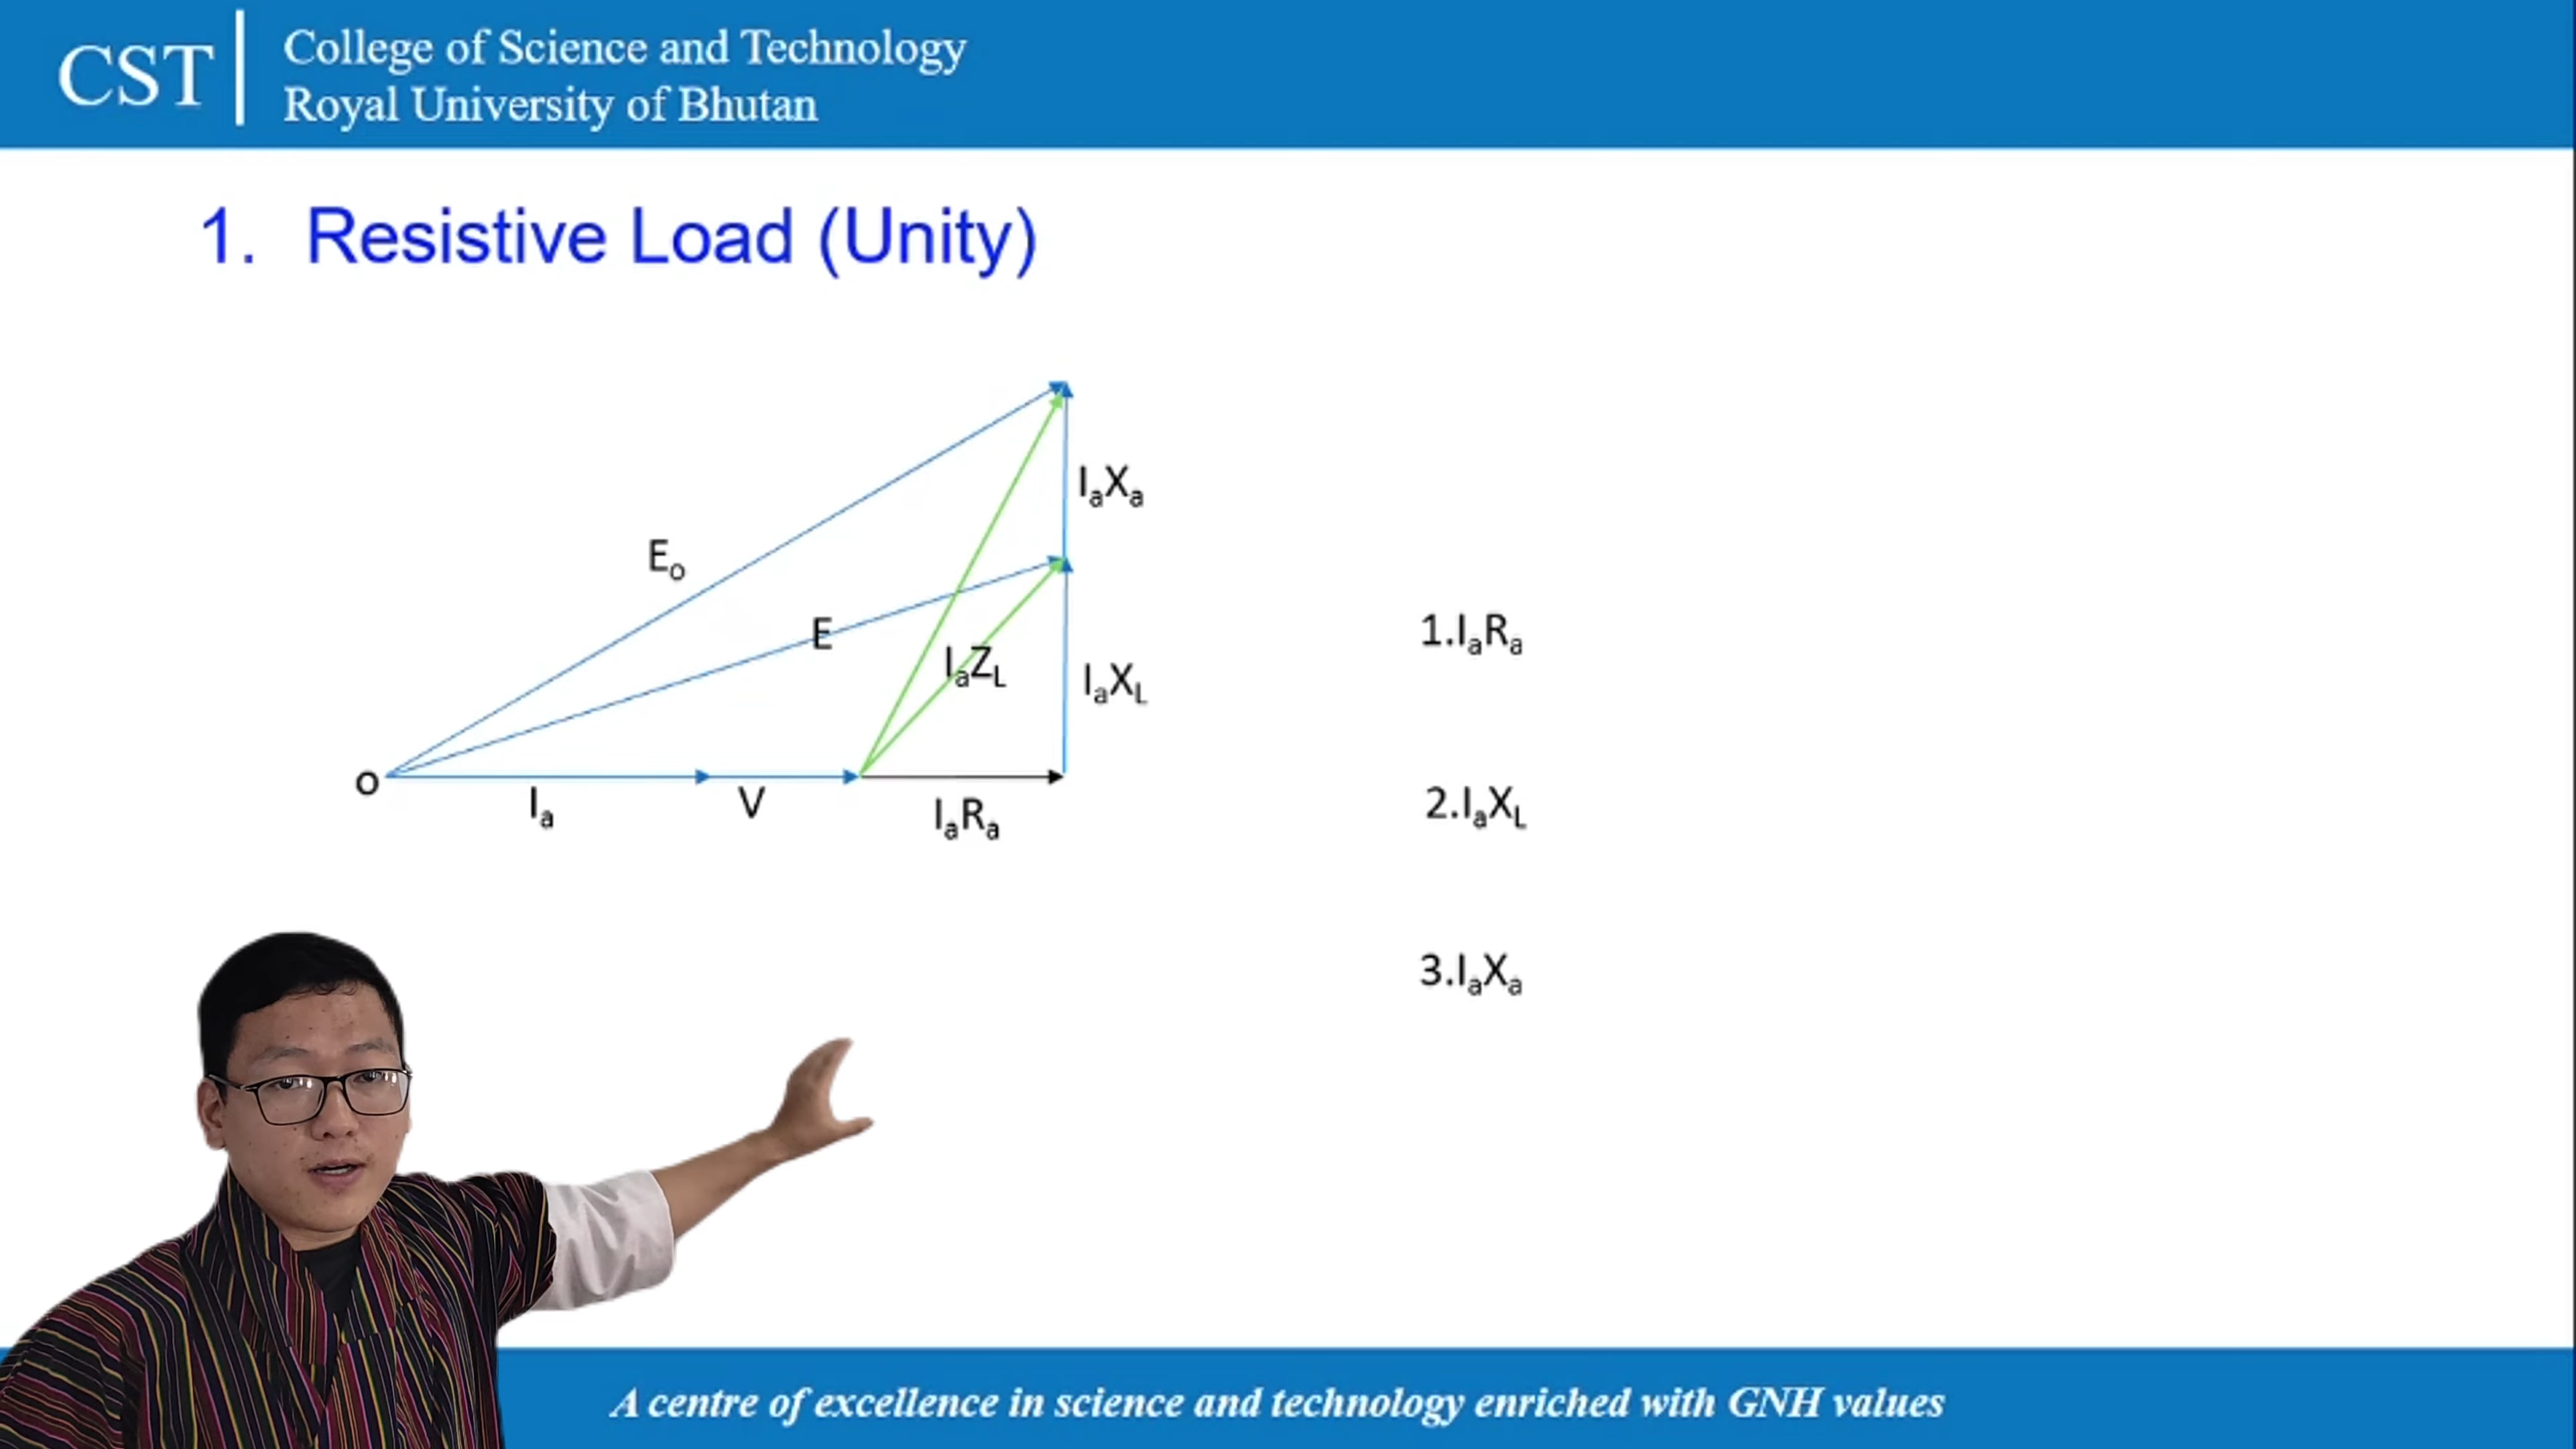 CST
College of Science and Technology
Royal University of Bhutan
1. Resistive Load (Unity)
IₐXₐ
Eₒ
E
IₐZL
IₐXL
o
Iₐ
V
IₐRₐ
1.IₐRₐ
2.IₐXL
3.IₐXₐ
A centre of excellence in science and technology enriched with GNH values